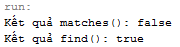 run:
Kết quả matches(): false
Kết quả find(): true